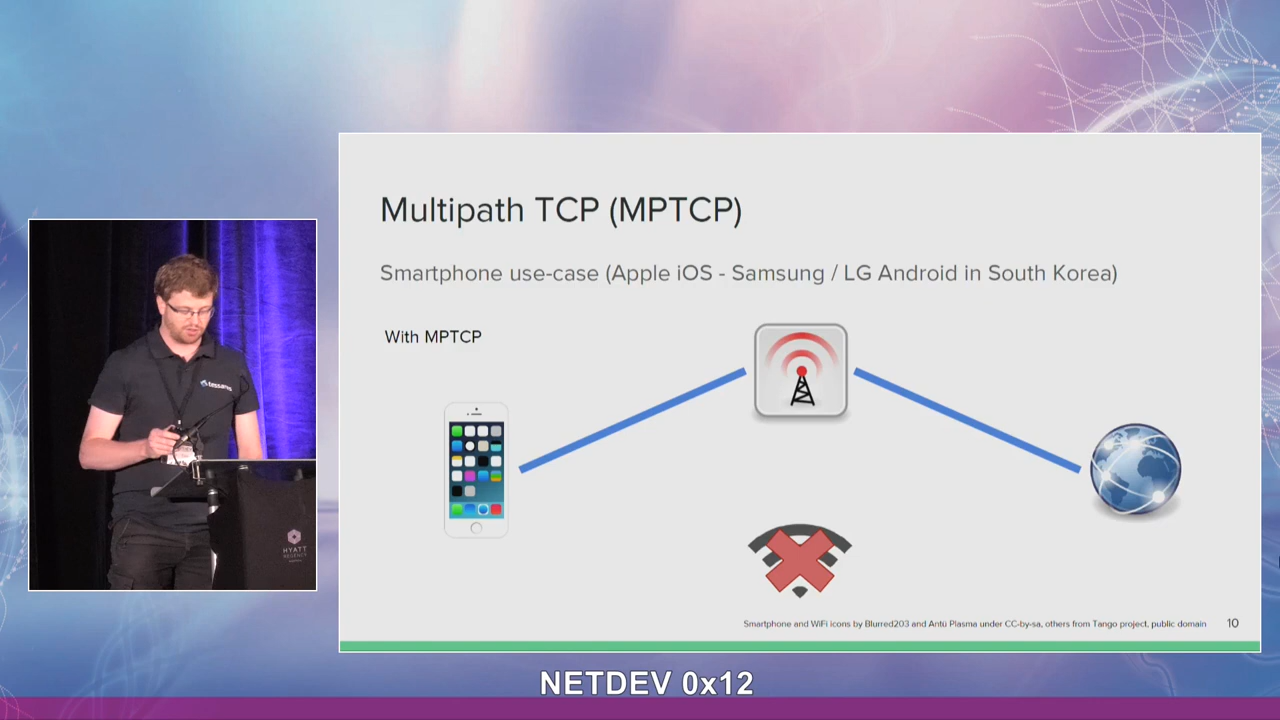 Multipath TCP (MPTCP)
Smartphone use-case (Apple iOS - Samsung / LG Android in South Korea)
With MPTCP
Smartphone and WiFi icons by Blurred203 and Antü Plasma under CC-by-sa, others from Tango project, public domain
10
HYATT
REGENCY
NETDEV 0x12